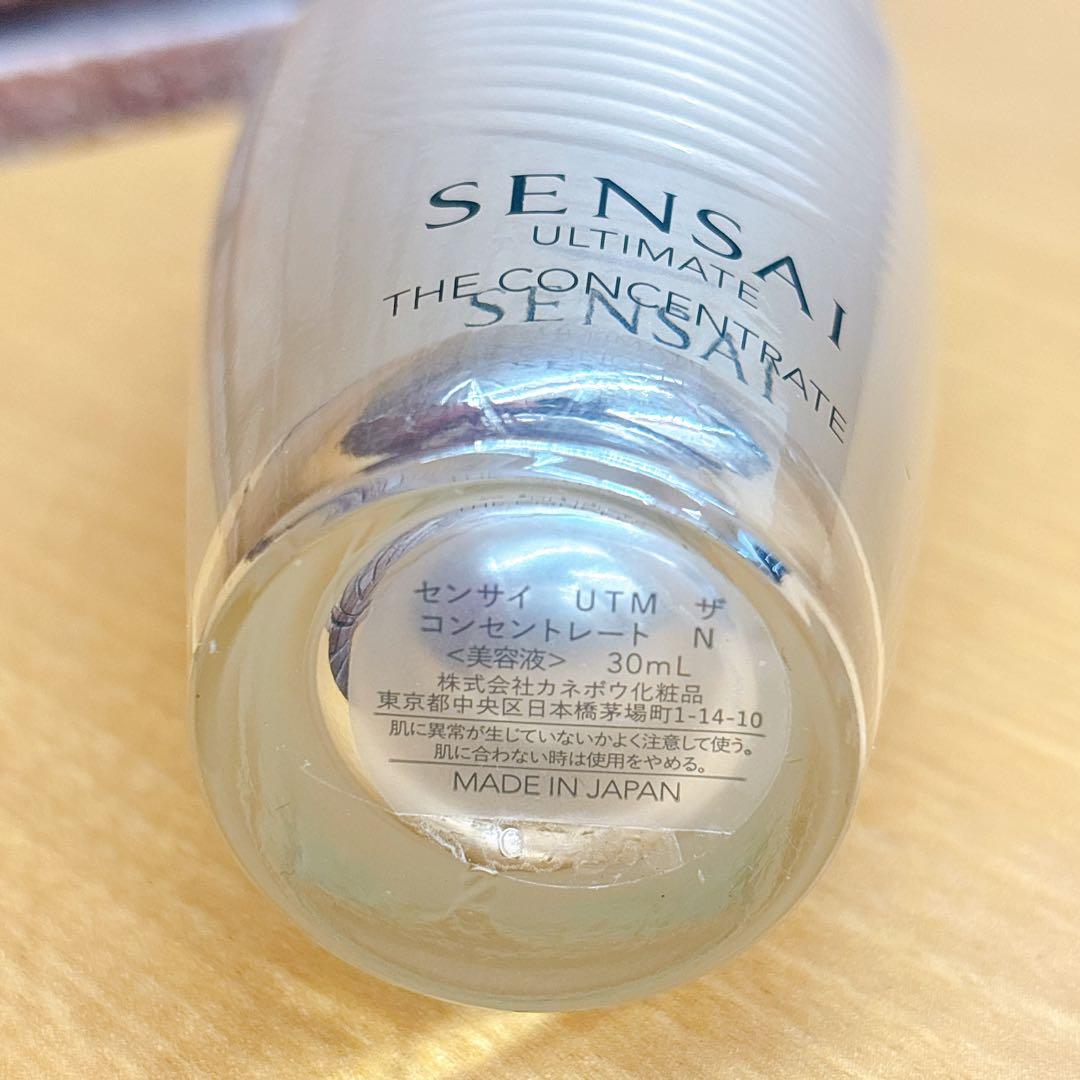 SENSAI
ULTIMATE
THE CONCENTRATE
SENSAI
センサイ　UTM　ザ
コンセントレート　N
<美容液>　30mL
株式会社カネボウ化粧品
東京都中央区日本橋茅場町1-14-10
肌に異常が生じていないかよく注意して使う。
肌に合わない時は使用をやめる。
MADE IN JAPAN